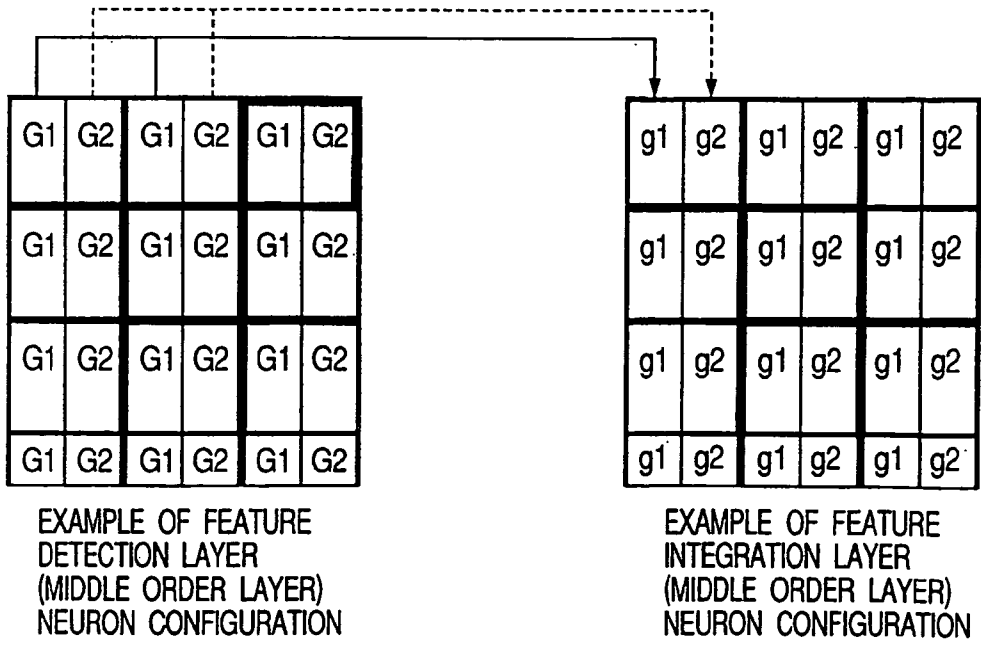 G1 G2 G1 G2 G1 G2
G1 G2 G1 G2 G1 G2
G1 G2 G1 G2 G1 G2
G1 G2 G1 G2 G1 G2
EXAMPLE OF FEATURE
DETECTION LAYER
(MIDDLE ORDER LAYER)
NEURON CONFIGURATION
g1 g2 g1 g2 g1 g2
g1 g2 g1 g2 g1 g2
g1 g2 g1 g2 g1 g2
g1 g2 g1 g2 g1 g2
EXAMPLE OF FEATURE
INTEGRATION LAYER
(MIDDLE ORDER LAYER)
NEURON CONFIGURATION